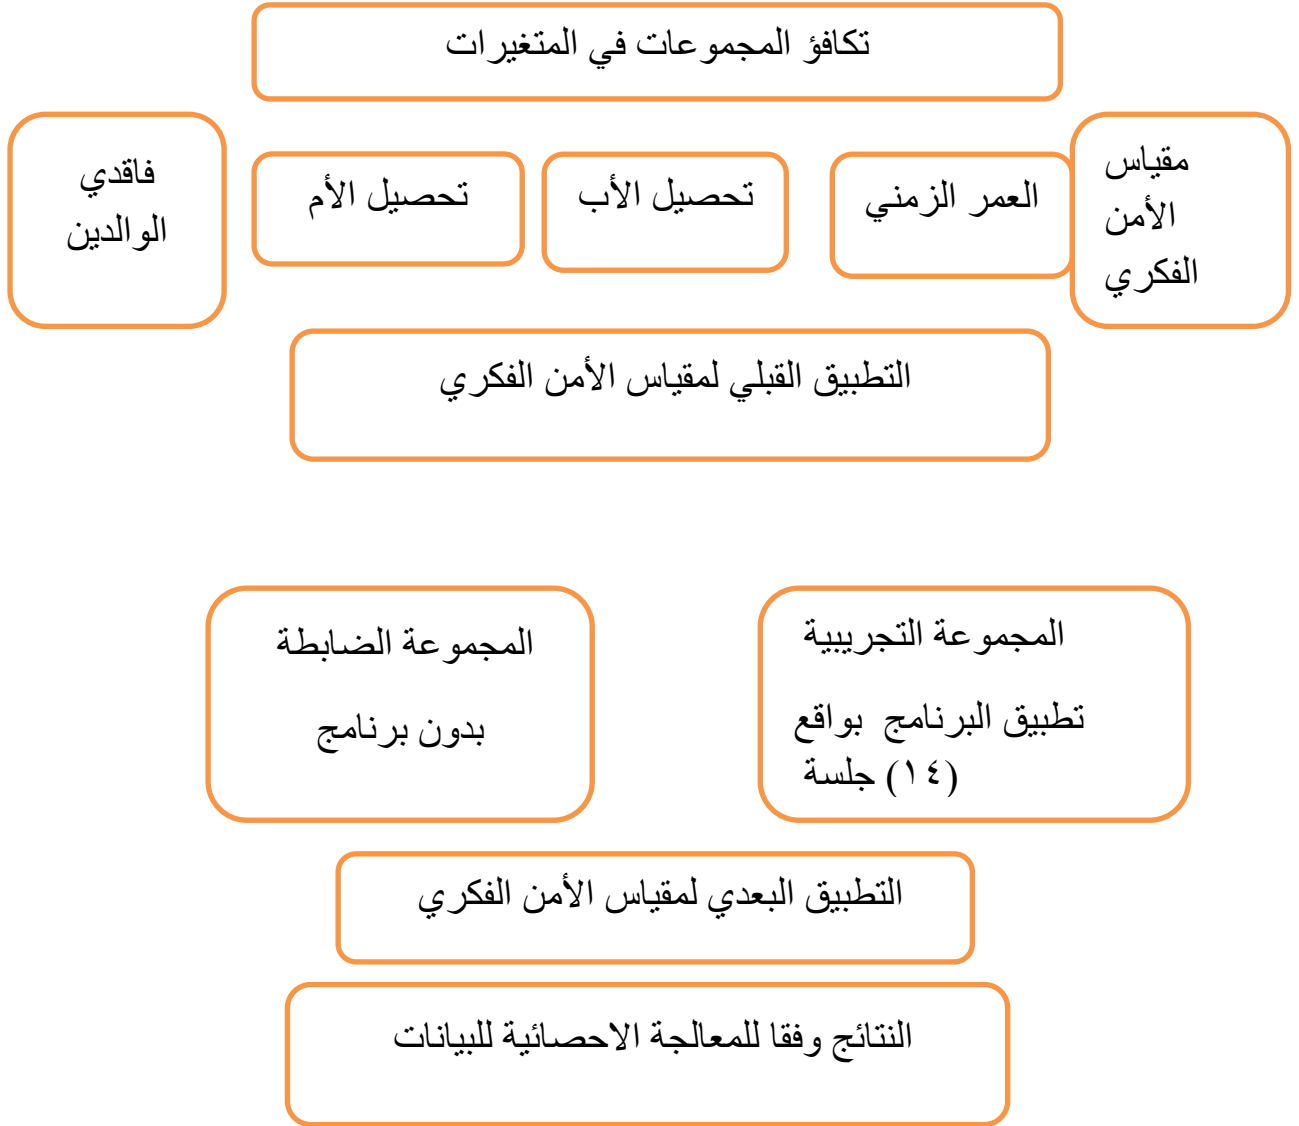 تكافؤ المجموعات في المتغيرات
مقياس
الأمن
الفكري
العمر الزمني
تحصيل الأب
تحصيل الأم
فاقدي
الوالدين
التطبيق القبلي لمقياس الأمن الفكري
المجموعة التجريبية
تطبيق البرنامج بواقع
(١٤) جلسة
المجموعة الضابطة
بدون برنامج
التطبيق البعدي لمقياس الأمن الفكري
النتائج وفقا للمعالجة الاحصائية للبيانات